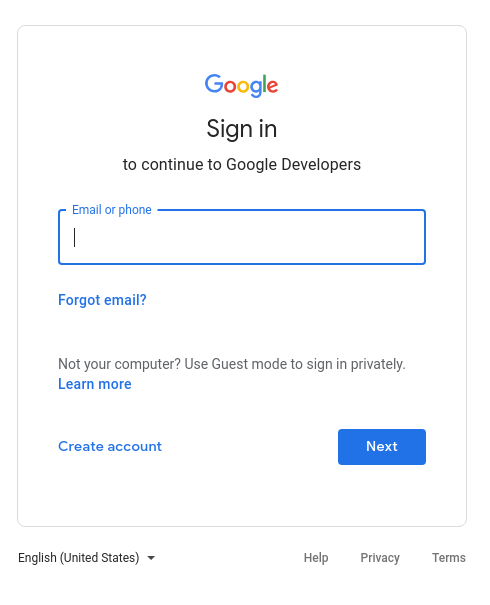 Google
Sign in
to continue to Google Developers
Email or phone
Forgot email?
Not your computer? Use Guest mode to sign in privately.
Learn more
Create account
Next
English (United States)
Help
Privacy
Terms